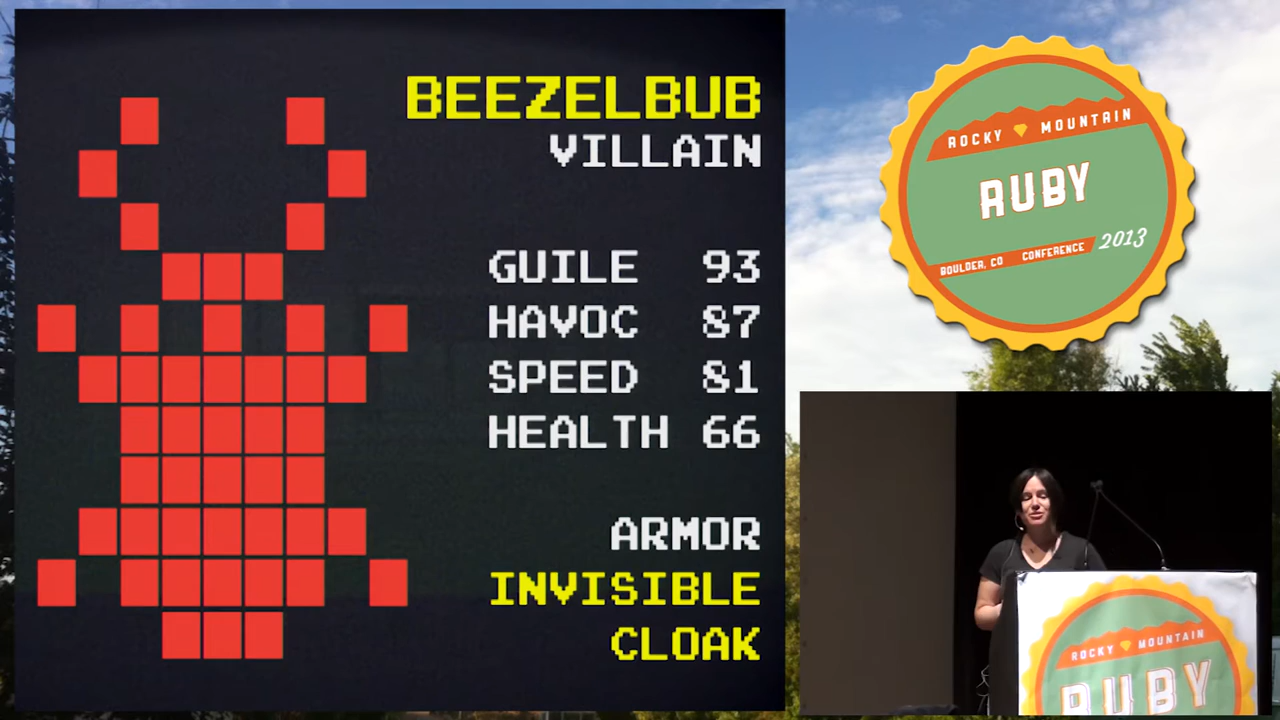 BEEZELBUB
VILLAIN
GUILE 93
HAVOC 87
SPEED 81
HEALTH 66
ARMOR
INVISIBLE
CLOAK
ROCKY MOUNTAIN
RUBY
BOULDER, CO CONFERENCE 2013
ROCKY MOUNTAIN
RUBY